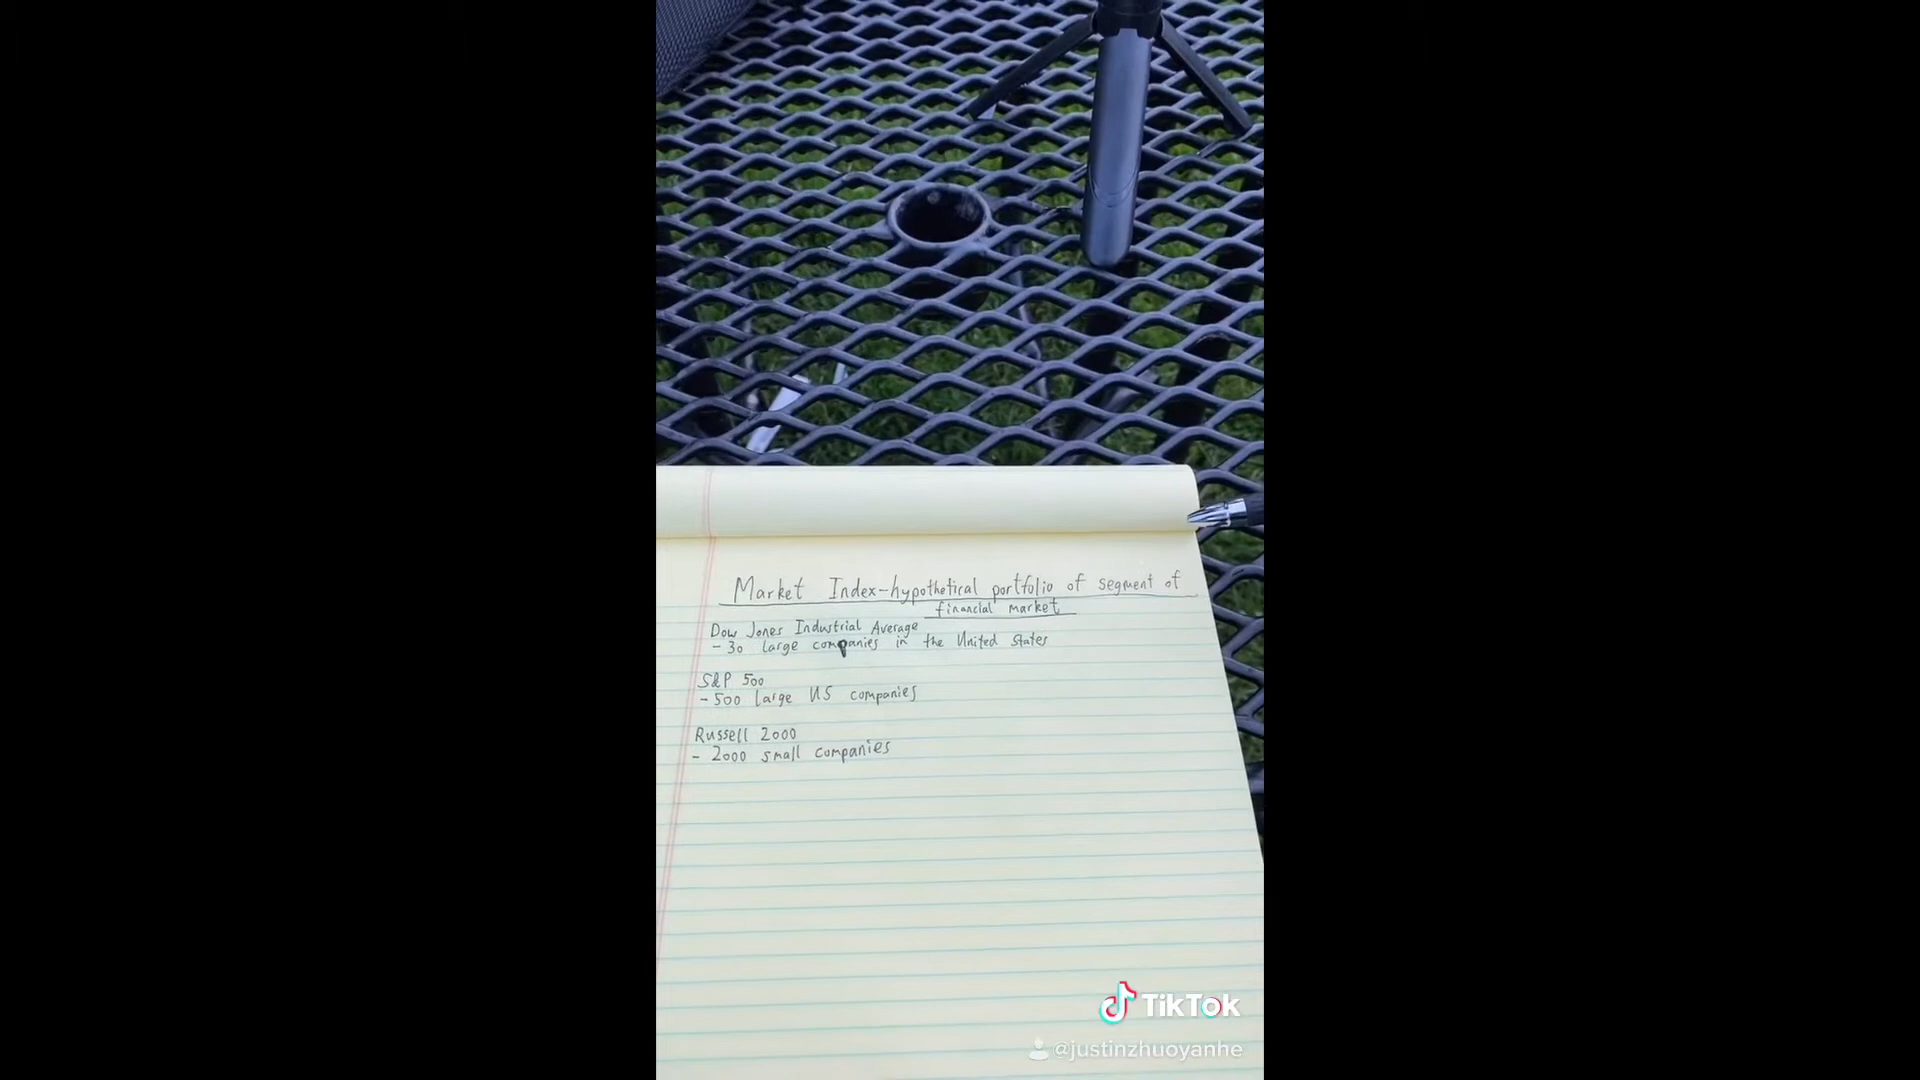 Market Index-hypothetical portfolio of segment of
financial market
Dow Jones Industrial Average
- 30 large companies in the United States
S&P 500
- 500 large US companies
Russell 2000
- 2000 small companies
TikTok
@justinzhuoyanhe